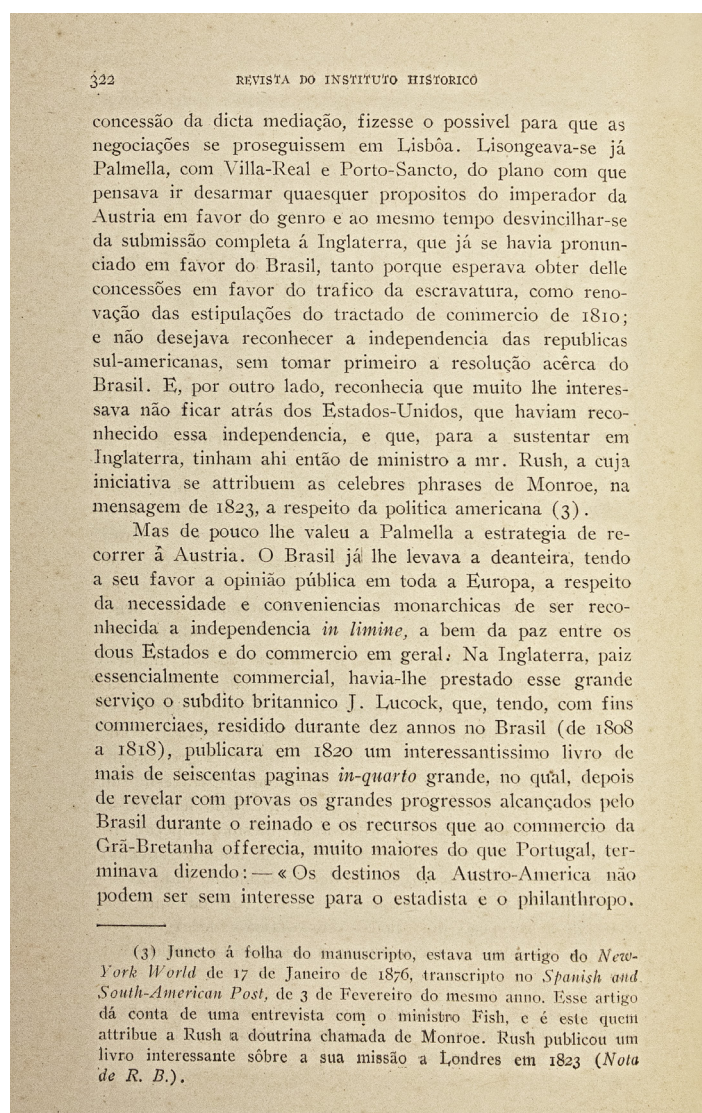 322 REVISTA DO INSTITUTO HISTORICO
concessão da dicta mediação, fizesse o possivel para que as
negociações se proseguissem em Lisbôa. Lisongeava-se já
Palmella, com Villa-Real e Porto-Sancto, do plano com que
pensava ir desarmar quaesquer propositos do imperador da
Austria em favor do genro e ao mesmo tempo desvincilhar-se
da submissão completa á Inglaterra, que já se havia pronun-
ciado em favor do Brasil, tanto porque esperava obter delle
concessões em favor do trafico da escravatura, como reno-
vação das estipulações do tractado de commercio de 1810;
e não desejava reconhecer a independencia das republicas
sul-americanas, sem tomar primeiro a resolução acêrca do
Brasil. E, por outro lado, reconhecia que muito lhe interes-
sava não ficar atrás dos Estados-Unidos, que haviam reco-
nhecido essa independencia, e que, para a sustentar em
Inglaterra, tinham ahi então de ministro a mr. Rush, a cuja
iniciativa se attribuem as celebres phrases de Monroe, na
mensagem de 1823, a respeito da politica americana (3).
Mas de pouco lhe valeu a Palmella a estrategia de re-
correr â Austria. O Brasil já lhe levava a deanteira, tendo
a seu favor a opinião pública em toda a Europa, a respeito
da necessidade e conveniencias monarchicas de ser reco-
nhecida a independencia in limine, a bem da paz entre os
dous Estados e do commercio em geral. Na Inglaterra, paiz
essencialmente commercial, havia-lhe prestado esse grande
serviço o subdito britannico J. Lucock, que, tendo, com fins
commerciaes, residido durante dez annos no Brasil (de 1808
a 1818), publicara em 1820 um interessantissimo livro de
mais de seiscentas paginas in-quarto grande, no qual, depois
de revelar com provas os grandes progressos alcançados pelo
Brasil durante o reinado e os recursos que ao commercio da
Grã-Bretanha offerecia, muito maiores do que Portugal, ter-
minava dizendo: — « Os destinos da Austro-America não
podem ser sem interesse para o estadista e o philanthropo.
(3) Juncto á folha do manuscripto, estava um artigo do New-
York World de 17 de Janeiro de 1876, transcripto no Spanish and
South-American Post, de 3 de Fevereiro do mesmo anno. Esse artigo
dá conta de uma entrevista com o ministro Fish, e é este quem
attribue a Rush a doutrina chamada de Monroe. Rush publicou um
livro interessante sôbre a sua missão a Londres em 1823 (Nota
de R. B.).